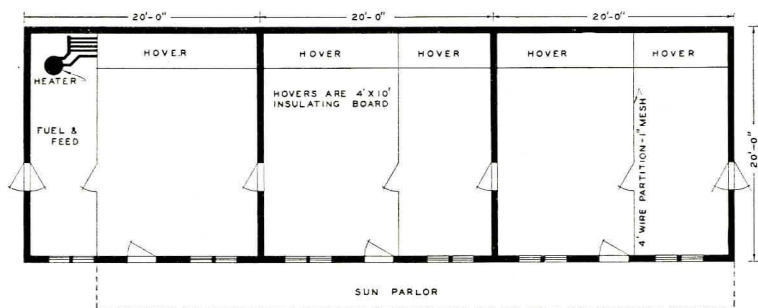 20'-0" 20'-0" 20'-0"
HOVER HOVER HOVER HOVER HOVER
HEATER
HOVERS ARE 4'X10'
INSULATING BOARD
FUEL &
FEED
4' WIRE PARTITION-1" MESH
20'-0"
SUN PARLOR